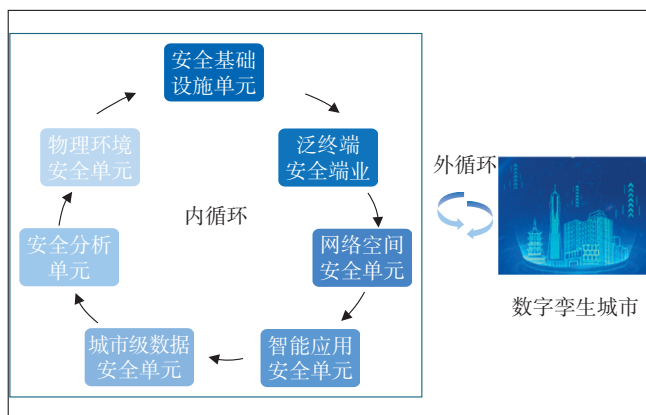 安全基础
设施单元
物理环境
安全单元
泛终端
安全端业
外循环
内循环
安全分析
单元
网络空间
安全单元
数字孪生城市
城市级数据
安全单元
智能应用
安全单元